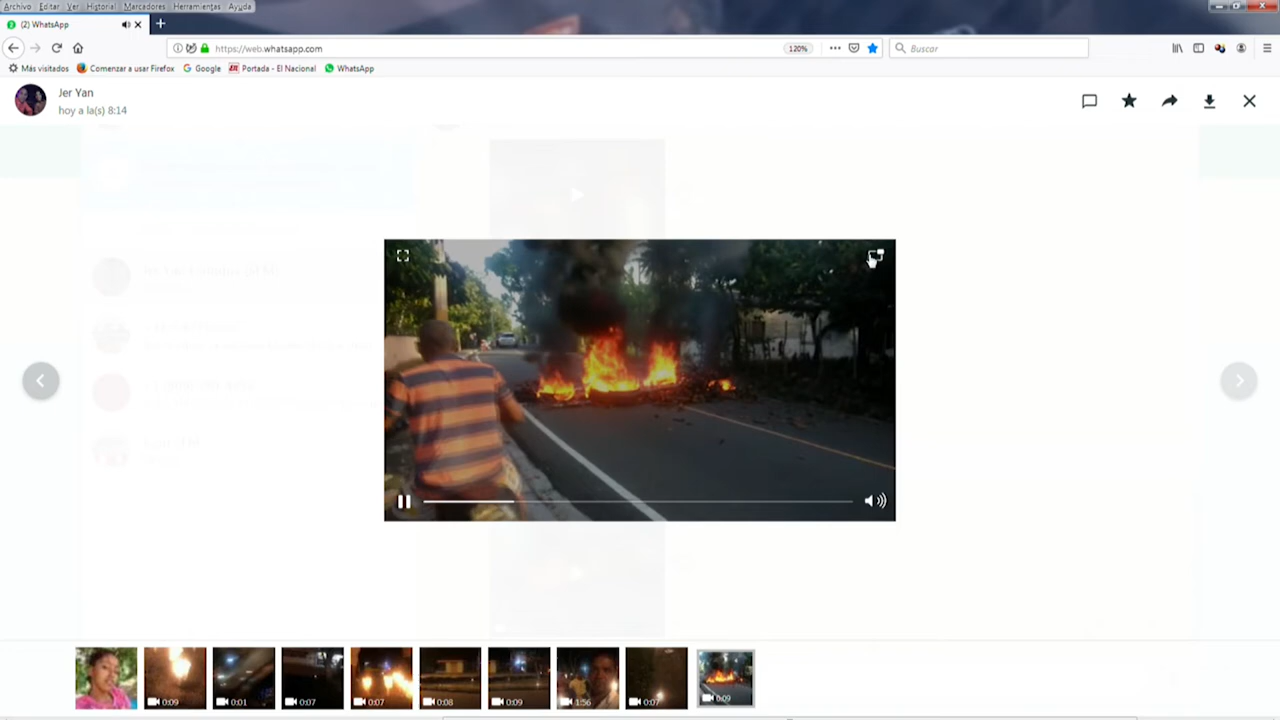 Archivo Editar Ver Historial Marcadores Herramientas Ayuda
(2) WhatsApp
https://web.whatsapp.com
120%
Buscar
Más visitados Comenzar a usar Firefox Google Portada - El Nacional WhatsApp
Jer Yan
hoy a la(s) 8:14
0:09 0:01 0:07 0:07 0:08 0:09 1:56 0:07 0:09